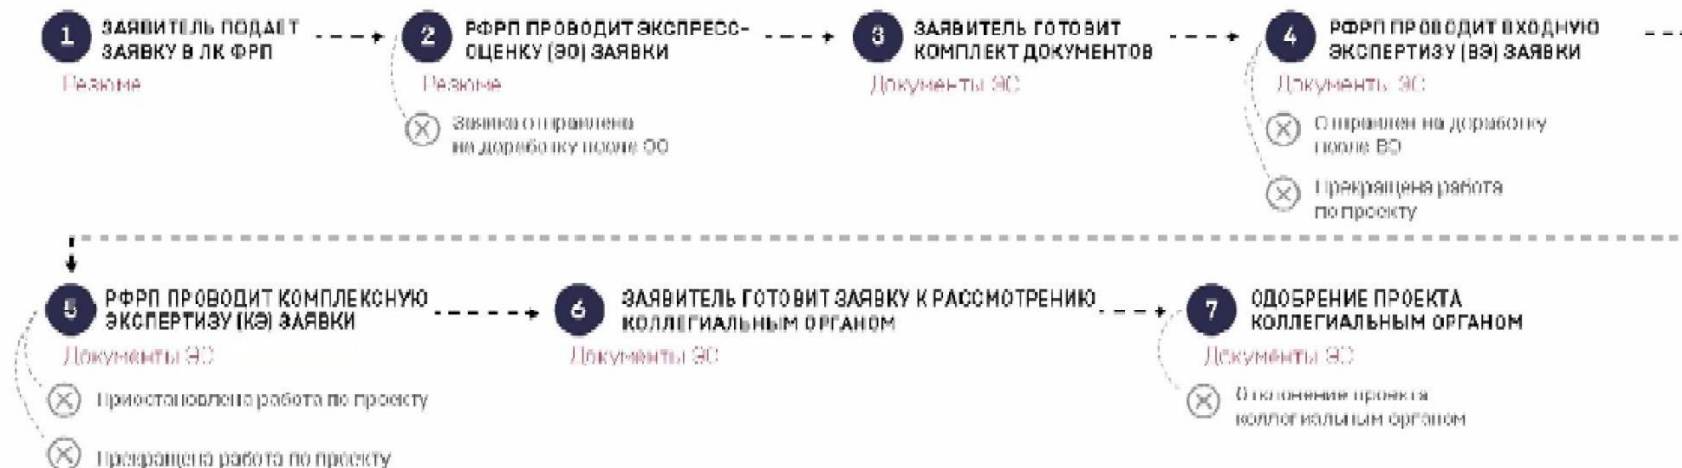 1 ЗАЯВИТЕЛЬ ПОДАЕТ
ЗАЯВКУ В ЛК ФРП
Резюме
2 РФРП ПРОВОДИТ ЭКСПРЕСС-
ОЦЕНКУ (ЭО) ЗАЯВКИ
Резюме
Заявка отправлена
на доработку после ЭО
3 ЗАЯВИТЕЛЬ ГОТОВИТ
КОМПЛЕКТ ДОКУМЕНТОВ
Документы ЭС
4 РФРП ПРОВОДИТ ВХОДНУЮ
ЭКСПЕРТИЗУ (ВЭ) ЗАЯВКИ
Документы ЭС
Отправлен на доработку
после ВЭ
Прекращена работа
по проекту
5 РФРП ПРОВОДИТ КОМПЛЕКСНУЮ
ЭКСПЕРТИЗУ (КЭ) ЗАЯВКИ
Документы ЭС
Приостановлена работа по проекту
Прекращена работа по проекту
6 ЗАЯВИТЕЛЬ ГОТОВИТ ЗАЯВКУ К РАССМОТРЕНИЮ
КОЛЛЕГИАЛЬНЫМ ОРГАНОМ
Документы ЭС
7 ОДОБРЕНИЕ ПРОЕКТА
КОЛЛЕГИАЛЬНЫМ ОРГАНОМ
Документы ЭС
Отклонение проекта
коллегиальным органом